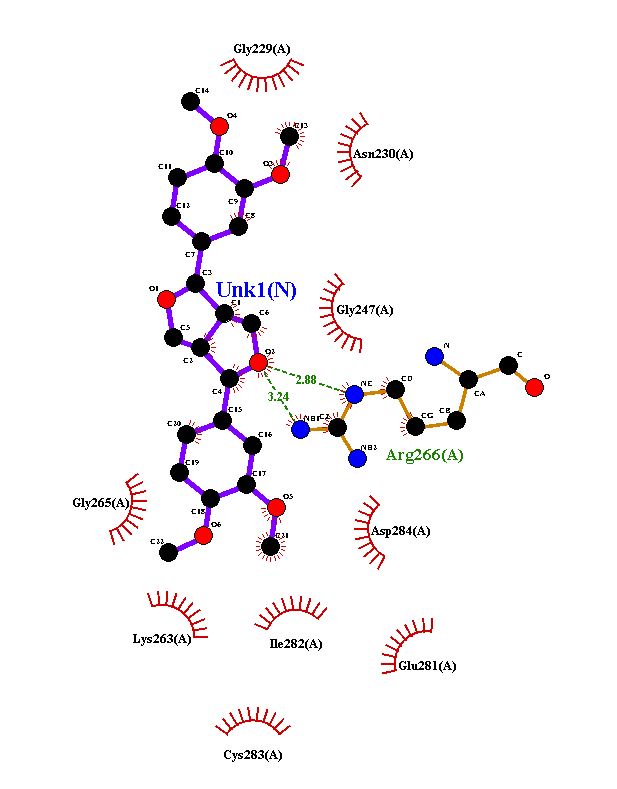 Gly229(A)
C14
O4
C13
Asn230(A)
C10
C11
O3
C9
C12
C8
C7
C3
O1
Unk1(N)
C1
C6
Gly247(A)
C5
C2
O2
N
C
2.88
O
C4
NE
CD
CA
3.24
C15
NH1
CZ
CG
CB
C20
C16
NH2
Arg266(A)
C19
C17
Gly265(A)
C18
O5
O6
Asp284(A)
C22
C21
Lys263(A)
Ile282(A)
Glu281(A)
Cys283(A)